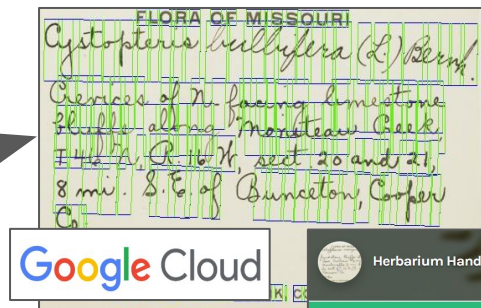 FLORA OF MISSOURI
Cystopteris bulbifera (L.) Bernh.
Crevices of N. facing limestone
bluffs along Moniteau Creek,
T 46 N, R. 16 W, sect 20 and 21,
8 mi. S.E. of Bunceton, Cooper
Co.
Google Cloud
Herbarium Hand